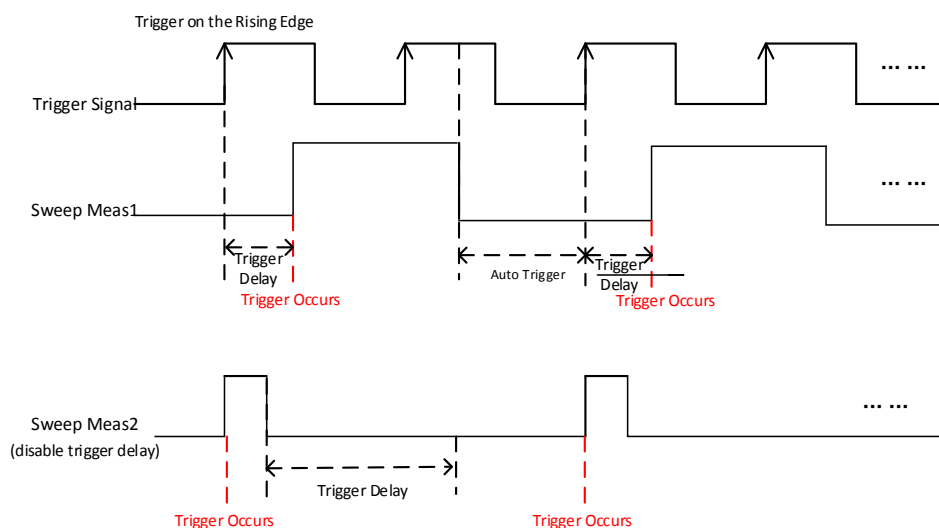 Trigger on the Rising Edge
... ...
Trigger Signal
... ...
Sweep Meas1
Trigger
Delay
Auto Trigger
Trigger
Delay
Trigger Occurs
Trigger Occurs
... ...
Sweep Meas2
(disable trigger delay)
Trigger Delay
Trigger Occurs
Trigger Occurs